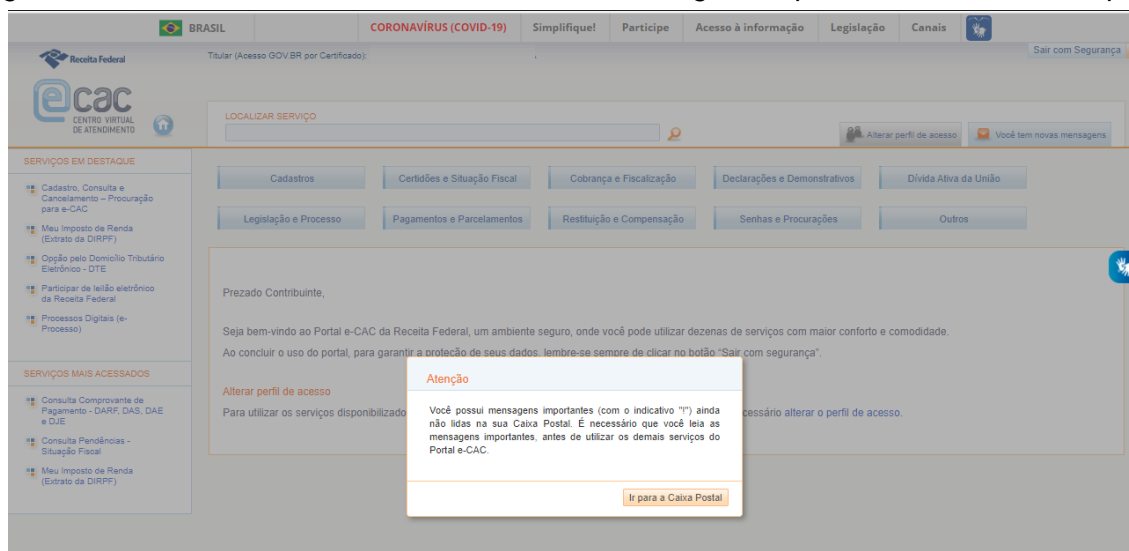 BRASIL CORONAVÍRUS (COVID-19) Simplifique! Participe Acesso à informação Legislação Canais
Receita Federal
Titular (Acesso GOV.BR por Certificado):
Sair com Segurança
ecac
CENTRO VIRTUAL
DE ATENDIMENTO
LOCALIZAR SERVIÇO
Alterar perfil de acesso
Você tem novas mensagens
SERVIÇOS EM DESTAQUE
Cadastro, Consulta e
Cancelamento – Procuração
para e-CAC
Meu Imposto de Renda
(Extrato da DIRPF)
Opção pelo Domicílio Tributário
Eletrônico - DTE
Participar de leilão eletrônico
da Receita Federal
Processos Digitais (e-
Processo)
SERVIÇOS MAIS ACESSADOS
Consulta Comprovante de
Pagamento - DARF, DAS, DAE
e DJE
Consulta Pendências -
Situação Fiscal
Meu Imposto de Renda
(Extrato da DIRPF)
Cadastros Certidões e Situação Fiscal Cobrança e Fiscalização Declarações e Demonstrativos Dívida Ativa da União
Legislação e Processo Pagamentos e Parcelamentos Restituição e Compensação Senhas e Procurações Outros
Prezado Contribuinte,
Seja bem-vindo ao Portal e-CAC da Receita Federal, um ambiente seguro, onde você pode utilizar dezenas de serviços com maior conforto e comodidade.
Ao concluir o uso do portal, para garantir a proteção de seus dados, lembre-se sempre de clicar no botão “Sair com segurança”.
Alterar perfil de acesso
Para utilizar os serviços disponibilizado cessário alterar o perfil de acesso.
Atenção
Você possui mensagens importantes (com o indicativo "!") ainda
não lidas na sua Caixa Postal. É necessário que você leia as
mensagens importantes, antes de utilizar os demais serviços do
Portal e-CAC.
Ir para a Caixa Postal